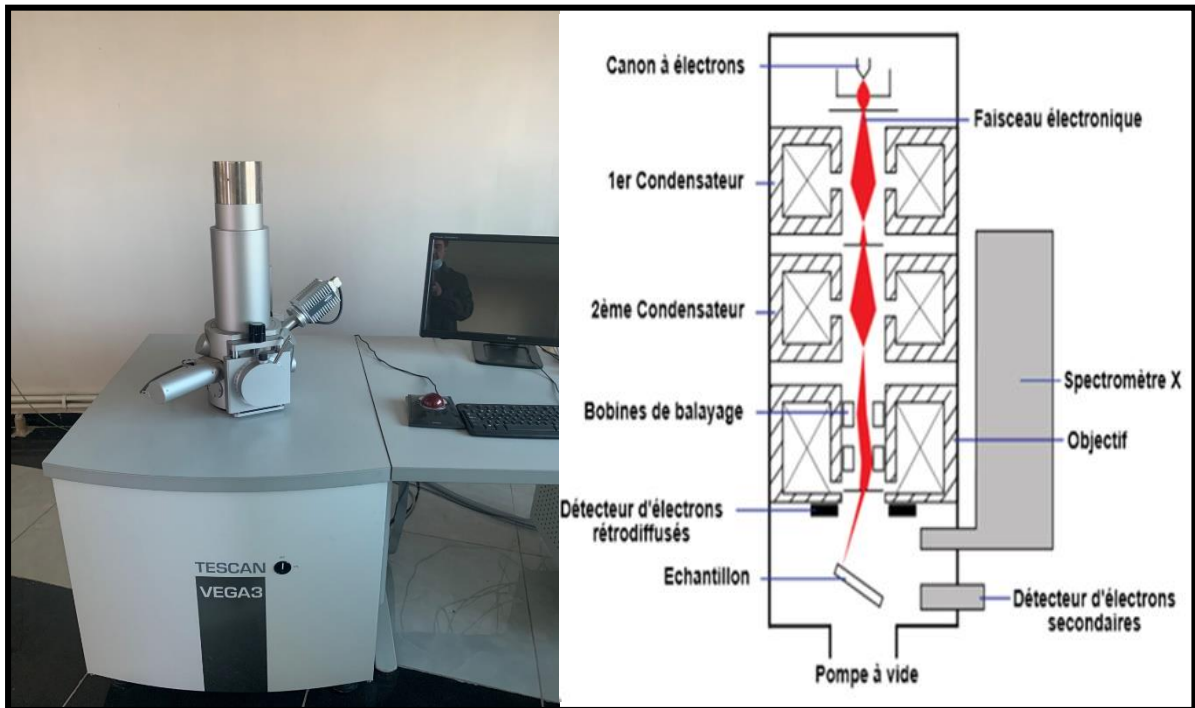 TESCAN
VEGA3
Canon à électrons
Faisceau électronique
1er Condensateur
2ème Condensateur
Spectromètre X
Bobines de balayage
Objectif
Détecteur d'électrons
rétrodiffusés
Echantillon
Détecteur d'électrons
secondaires
Pompe à vide